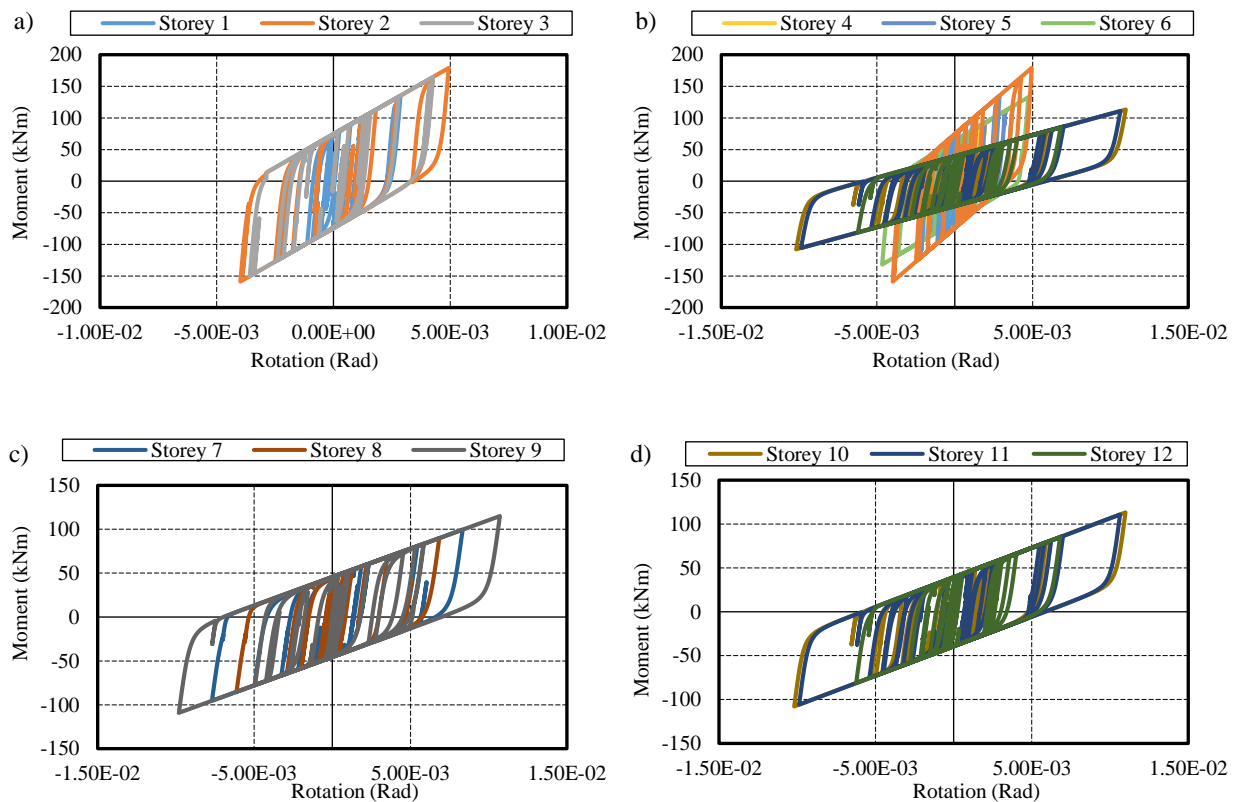 a)
Storey 1 Storey 2 Storey 3
200
150
100
50
0
-50
-100
-150
-200
-1.00E-02 -5.00E-03 0.00E+00 5.00E-03 1.00E-02
Moment (kNm)
Rotation (Rad)
b)
Storey 4 Storey 5 Storey 6
200
150
100
50
0
-50
-100
-150
-200
-1.50E-02 -5.00E-03 5.00E-03 1.50E-02
Moment (kNm)
Rotation (Rad)
c)
Storey 7 Storey 8 Storey 9
150
100
50
0
-50
-100
-150
-1.50E-02 -5.00E-03 5.00E-03 1.50E-02
Moment (kNm)
Rotation (Rad)
d)
Storey 10 Storey 11 Storey 12
150
100
50
0
-50
-100
-150
-1.50E-02 -5.00E-03 5.00E-03 1.50E-02
Moment (kNm)
Rotation (Rad)